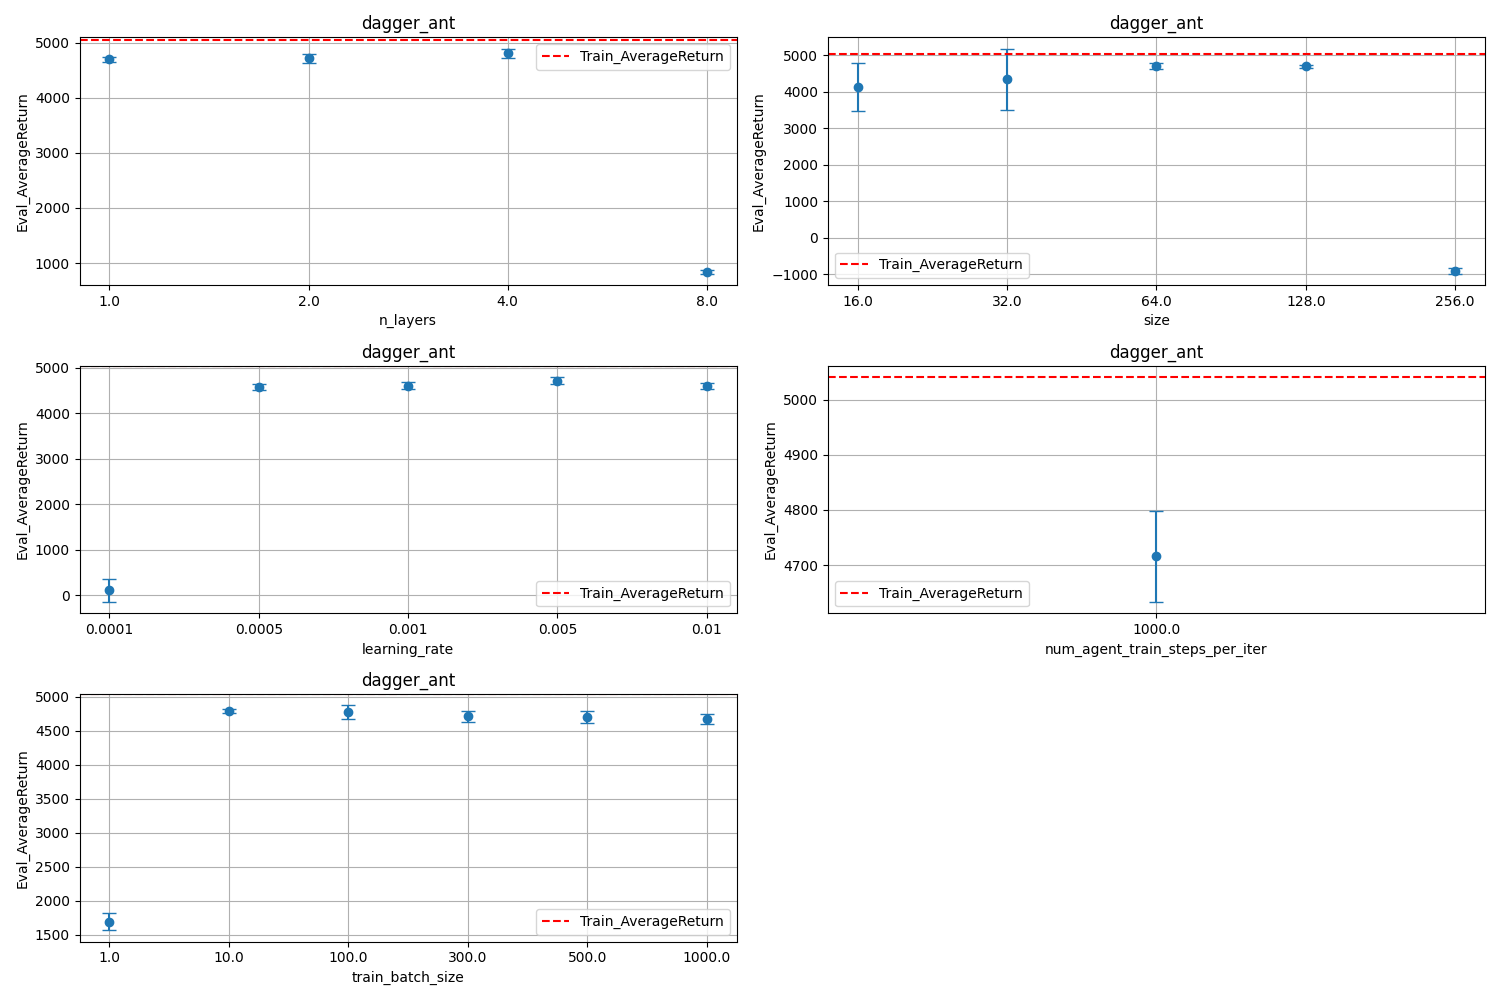 dagger_ant
5000
4000
3000
2000
1000
Eval_AverageReturn
Train_AverageReturn
1.0 2.0 4.0 8.0
n_layers
dagger_ant
5000
4000
3000
2000
1000
0
−1000
Eval_AverageReturn
Train_AverageReturn
16.0 32.0 64.0 128.0 256.0
size
dagger_ant
5000
4000
3000
2000
1000
0
Eval_AverageReturn
Train_AverageReturn
0.0001 0.0005 0.001 0.005 0.01
learning_rate
dagger_ant
5000
4900
4800
4700
Eval_AverageReturn
Train_AverageReturn
1000.0
num_agent_train_steps_per_iter
dagger_ant
5000
4500
4000
3500
3000
2500
2000
1500
Eval_AverageReturn
Train_AverageReturn
1.0 10.0 100.0 300.0 500.0 1000.0
train_batch_size